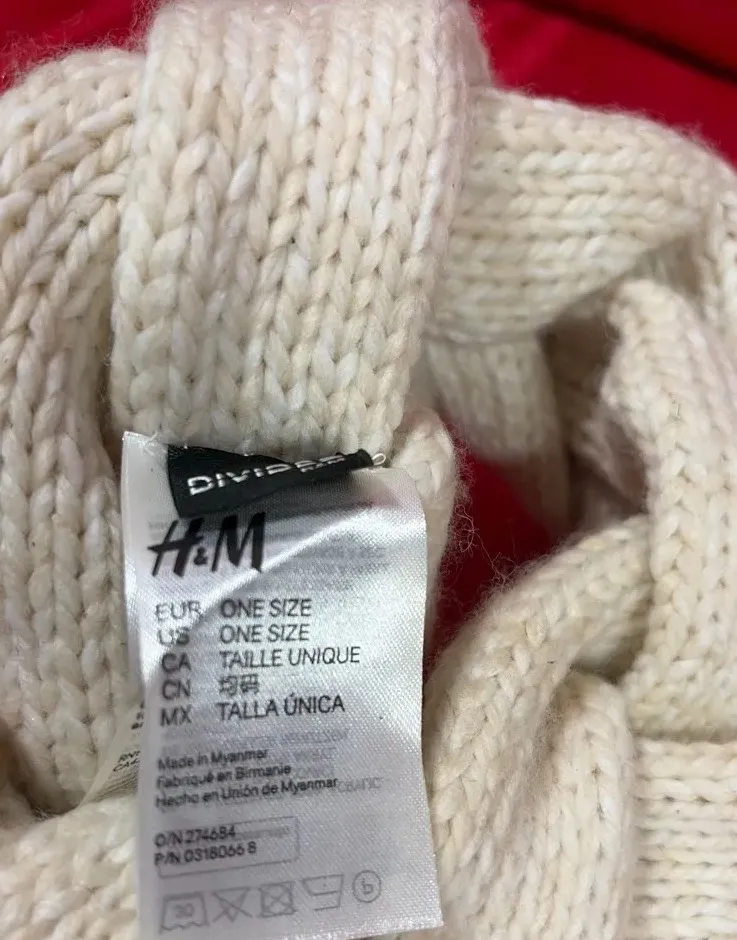 DIVIDED
H&M
EUR ONE SIZE
US ONE SIZE
CA TAILLE UNIQUE
CN 均码
MX TALLA ÚNICA
Made in Myanmar
Fabriqué en Birmanie
Hecho en Unión de Myanmar
O/N 274684
P/N 0318066 8